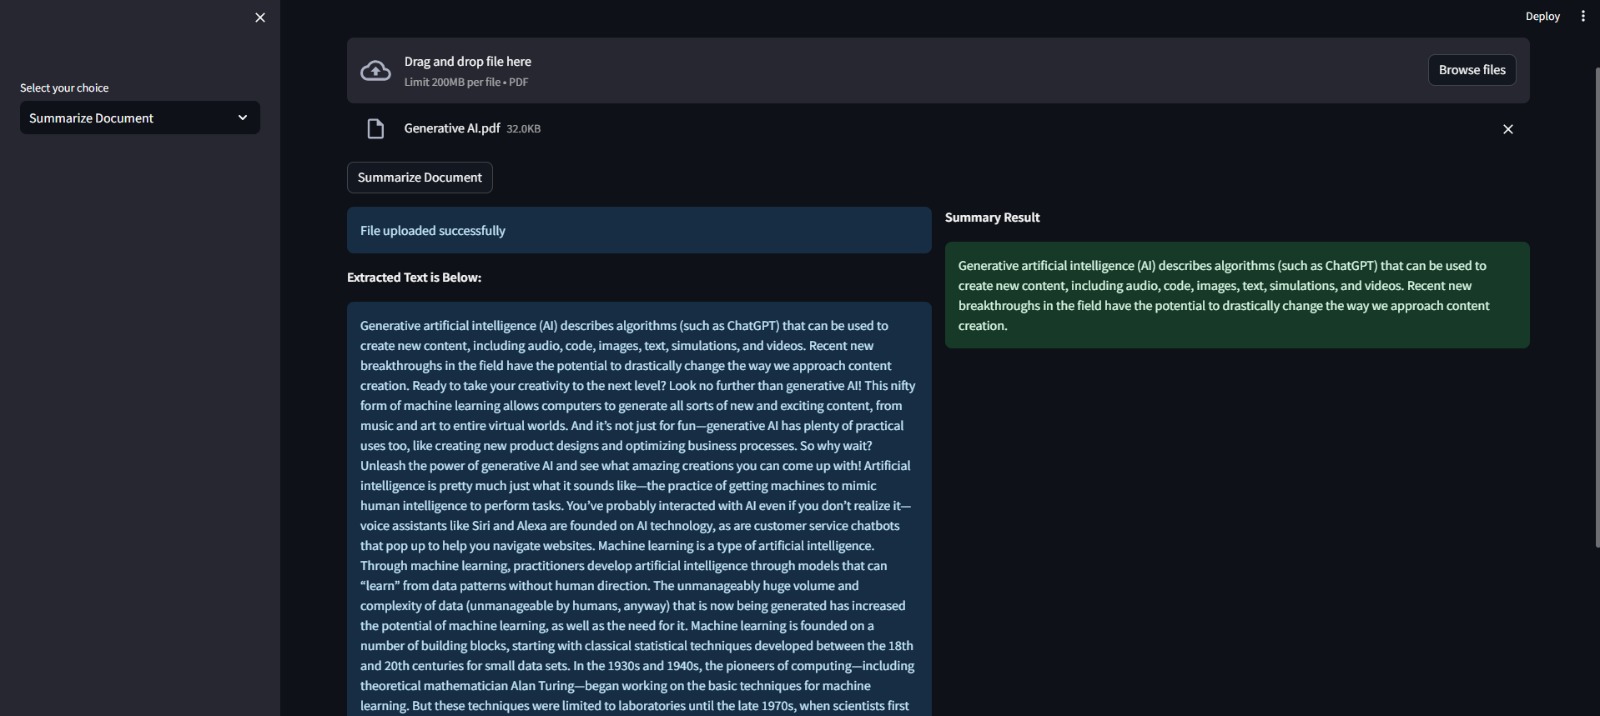 Deploy
Select your choice
Summarize Document
Drag and drop file here
Limit 200MB per file • PDF
Browse files
Generative AI.pdf 32.0KB
Summarize Document
File uploaded successfully
Extracted Text is Below:
Generative artificial intelligence (AI) describes algorithms (such as ChatGPT) that can be used to
create new content, including audio, code, images, text, simulations, and videos. Recent new
breakthroughs in the field have the potential to drastically change the way we approach content
creation. Ready to take your creativity to the next level? Look no further than generative AI! This nifty
form of machine learning allows computers to generate all sorts of new and exciting content, from
music and art to entire virtual worlds. And it’s not just for fun—generative AI has plenty of practical
uses too, like creating new product designs and optimizing business processes. So why wait?
Unleash the power of generative AI and see what amazing creations you can come up with! Artificial
intelligence is pretty much just what it sounds like—the practice of getting machines to mimic
human intelligence to perform tasks. You’ve probably interacted with AI even if you don’t realize it—
voice assistants like Siri and Alexa are founded on AI technology, as are customer service chatbots
that pop up to help you navigate websites. Machine learning is a type of artificial intelligence.
Through machine learning, practitioners develop artificial intelligence through models that can
“learn” from data patterns without human direction. The unmanageably huge volume and
complexity of data (unmanageable by humans, anyway) that is now being generated has increased
the potential of machine learning, as well as the need for it. Machine learning is founded on a
number of building blocks, starting with classical statistical techniques developed between the 18th
and 20th centuries for small data sets. In the 1930s and 1940s, the pioneers of computing—including
theoretical mathematician Alan Turing—began working on the basic techniques for machine
learning. But these techniques were limited to laboratories until the late 1970s, when scientists first
Summary Result
Generative artificial intelligence (AI) describes algorithms (such as ChatGPT) that can be used to
create new content, including audio, code, images, text, simulations, and videos. Recent new
breakthroughs in the field have the potential to drastically change the way we approach content
creation.